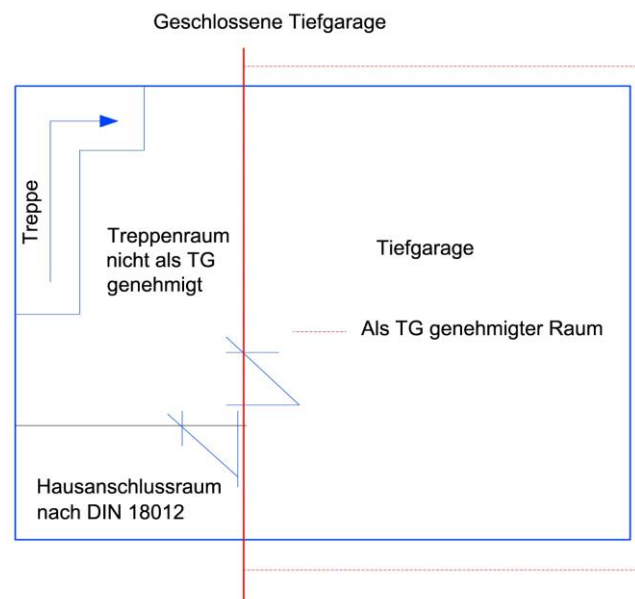 Geschlossene Tiefgarage
Treppe
Treppenraum
nicht als TG
genehmigt
Tiefgarage
Als TG genehmigter Raum
Hausanschlussraum
nach DIN 18012